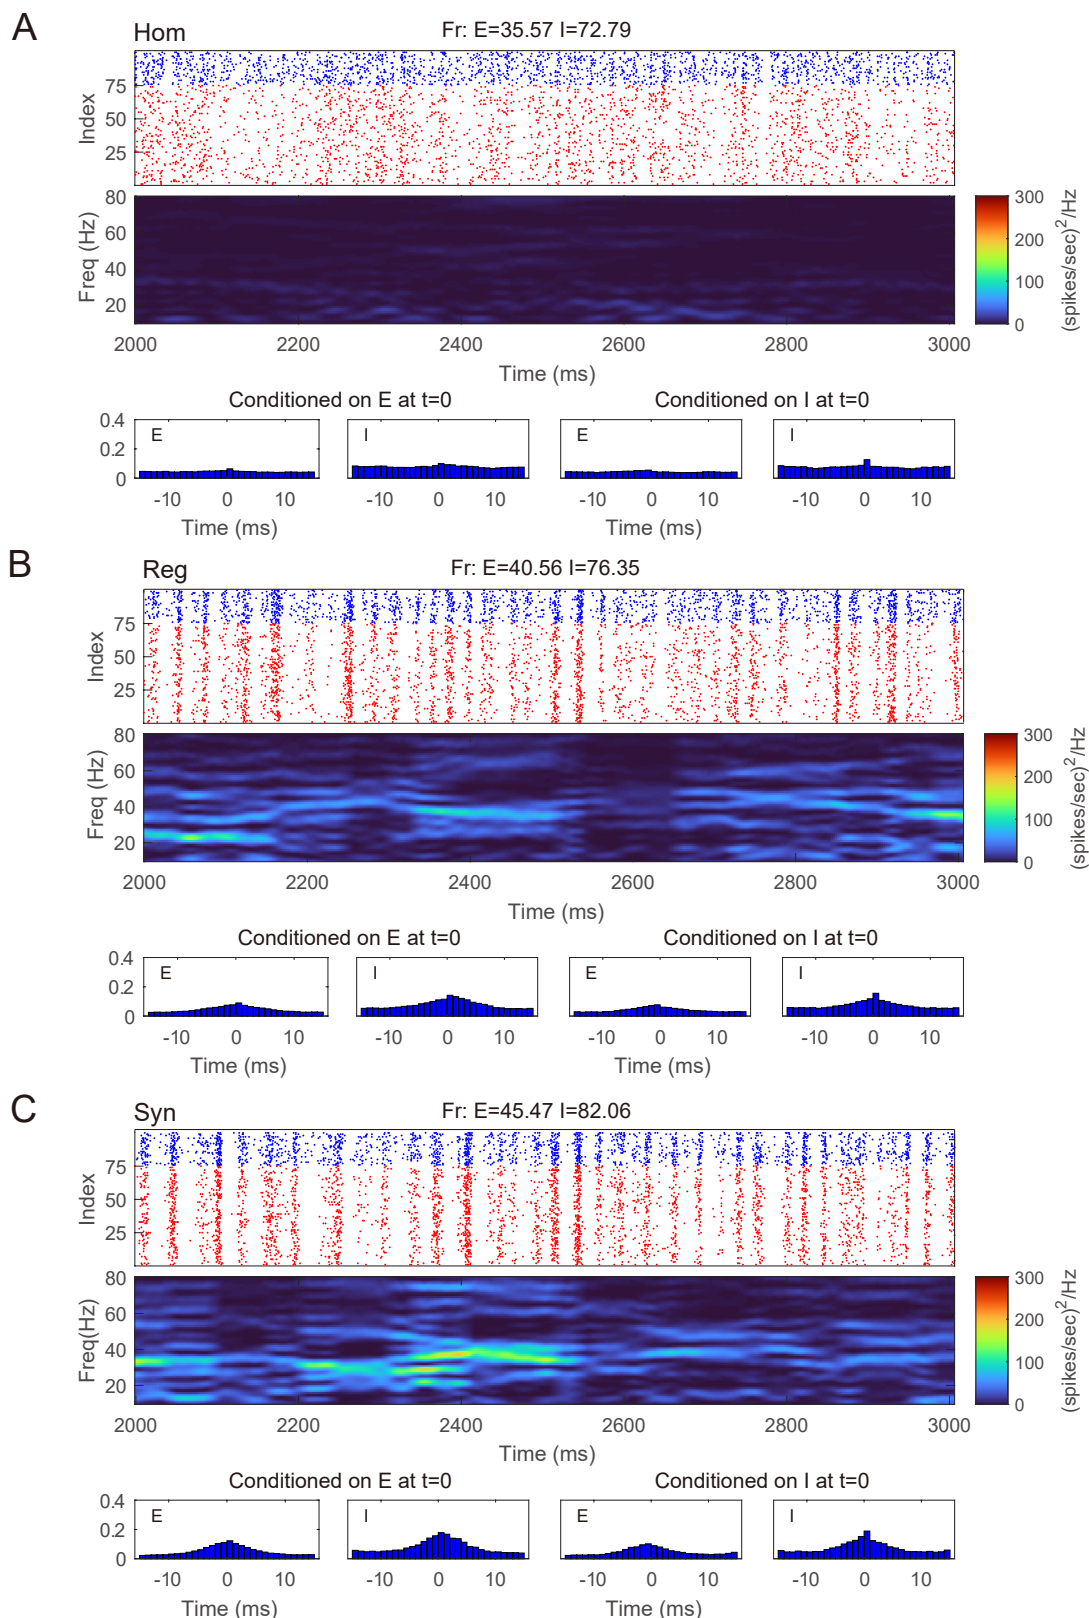 A
Hom
Fr: E=35.57 I=72.79
Index
75
50
25
Freq (Hz)
80
60
40
20
2000 2200 2400 2600 2800 3000
Time (ms)
300
200
100
0
(spikes/sec)²/Hz
Conditioned on E at t=0
Conditioned on I at t=0
0.4
0.2
0
E
I
E
I
-10 0 10
-10 0 10
-10 0 10
-10 0 10
Time (ms)
Time (ms)
B
Reg
Fr: E=40.56 I=76.35
Index
75
50
25
Freq (Hz)
80
60
40
20
2000 2200 2400 2600 2800 3000
Time (ms)
300
200
100
0
(spikes/sec)²/Hz
Conditioned on E at t=0
Conditioned on I at t=0
0.4
0.2
0
E
I
E
I
-10 0 10
-10 0 10
-10 0 10
-10 0 10
Time (ms)
Time (ms)
C
Syn
Fr: E=45.47 I=82.06
Index
75
50
25
Freq(Hz)
80
60
40
20
2000 2200 2400 2600 2800 3000
Time (ms)
300
200
100
0
(spikes/sec)²/Hz
Conditioned on E at t=0
Conditioned on I at t=0
0.4
0.2
0
E
I
E
I
-10 0 10
-10 0 10
-10 0 10
-10 0 10
Time (ms)
Time (ms)